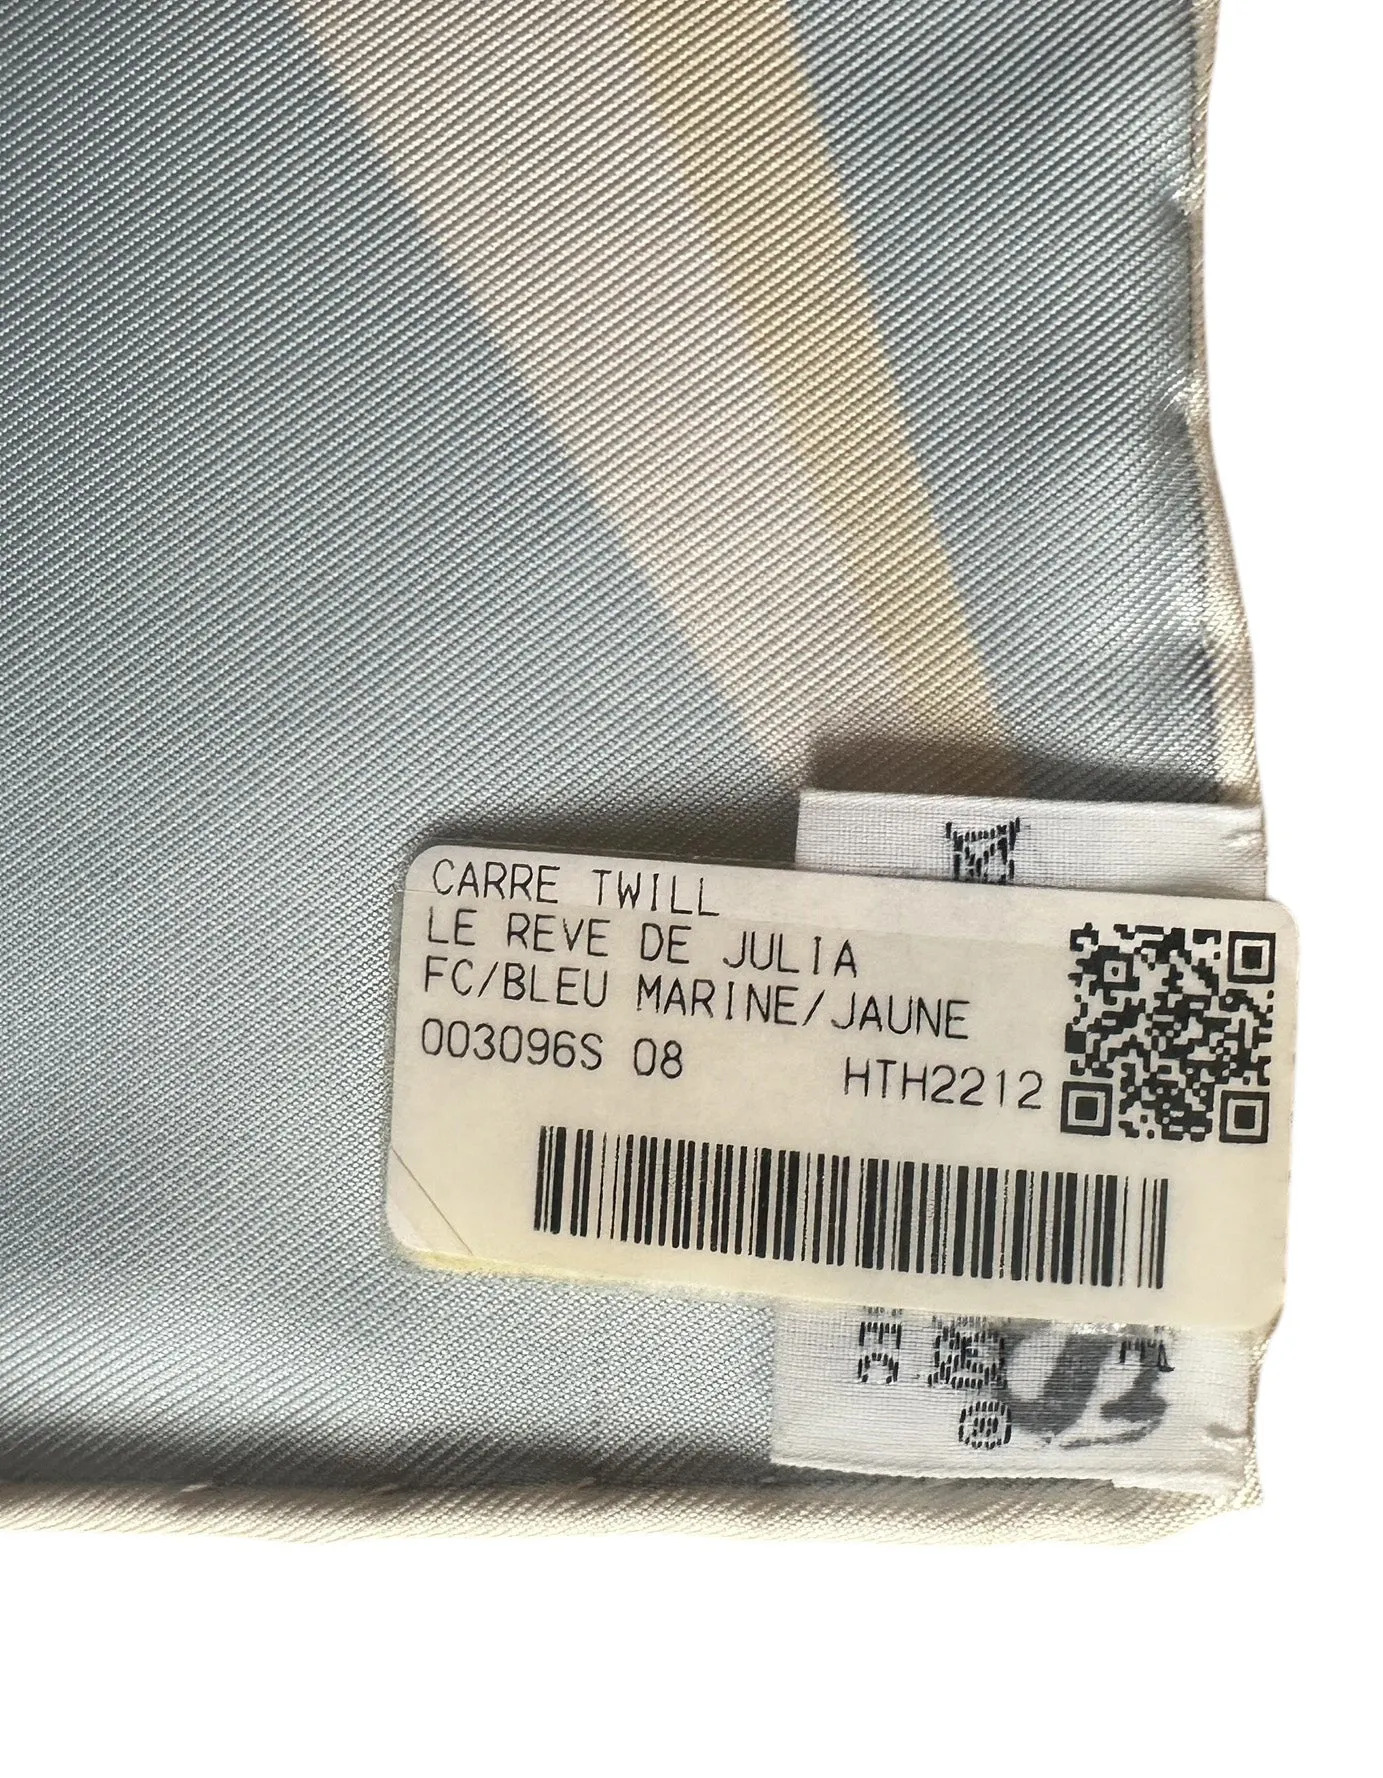 CARRE TWILL
LE REVE DE JULIA
FC/BLEU MARINE/JAUNE
003096S 08 HTH2212